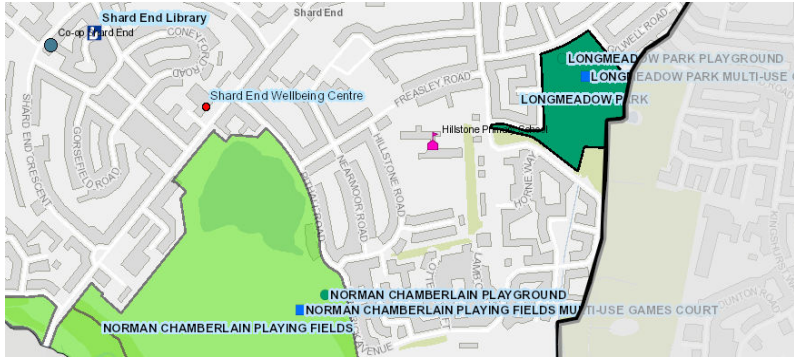 Shard End Library
Shard End
Co-op Shard End
CONEYFORD
ROAD
Shard End Wellbeing Centre
SHARD END CRESCENT
GORSEFIELD ROAD
FREASLEY ROAD
LONGMEADOW PARK PLAYGROUND
LONGMEADOW PARK MULTI-USE G
LONGMEADOW PARK
Hillstone Primary School
NEARMOOR ROAD
HILLSTONE ROAD
HORNE WAY
NORMAN CHAMBERLAIN PLAYGROUND
NORMAN CHAMBERLAIN PLAYING FIELDS MULTI-USE GAMES COURT
NORMAN CHAMBERLAIN PLAYING FIELDS